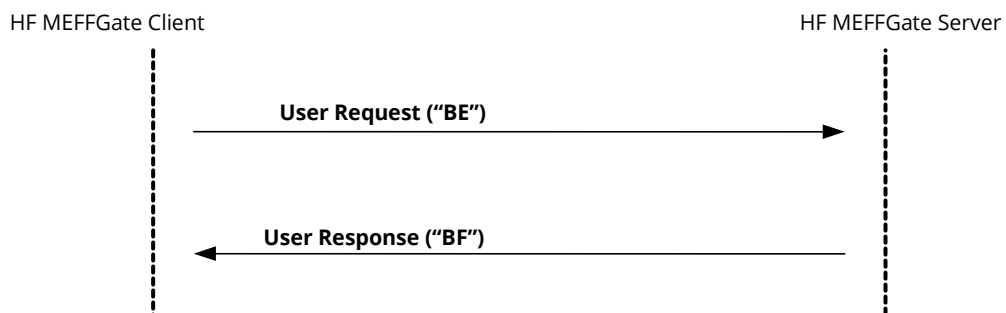 HF MEFFGate Client
HF MEFFGate Server
User Request (“BE”)
User Response (“BF”)